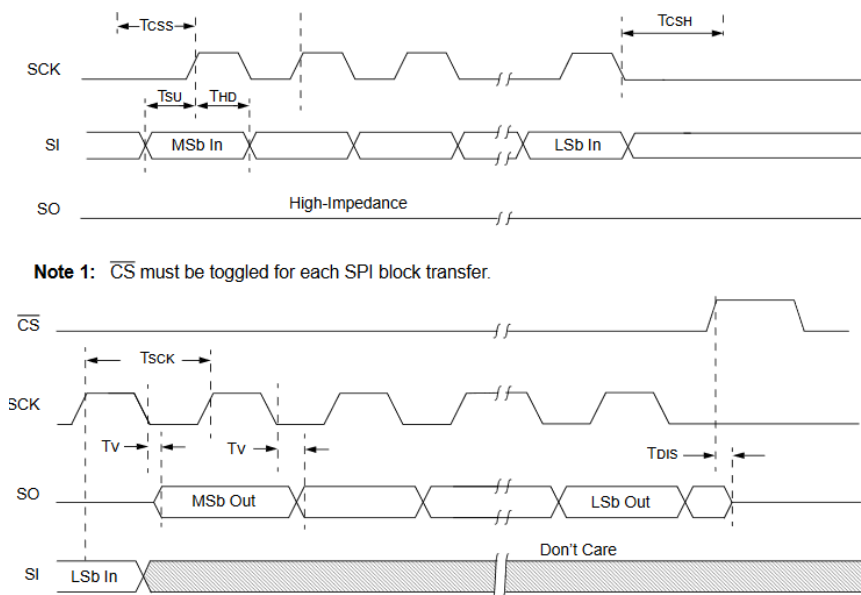 TCSS
TCSH
SCK
TSU
THD
SI
MSb In
LSb In
SO
High-Impedance
Note 1: CS must be toggled for each SPI block transfer.
CS
TSCK
SCK
TV
TV
TDIS
SO
MSb Out
LSb Out
Don't Care
SI
LSb In